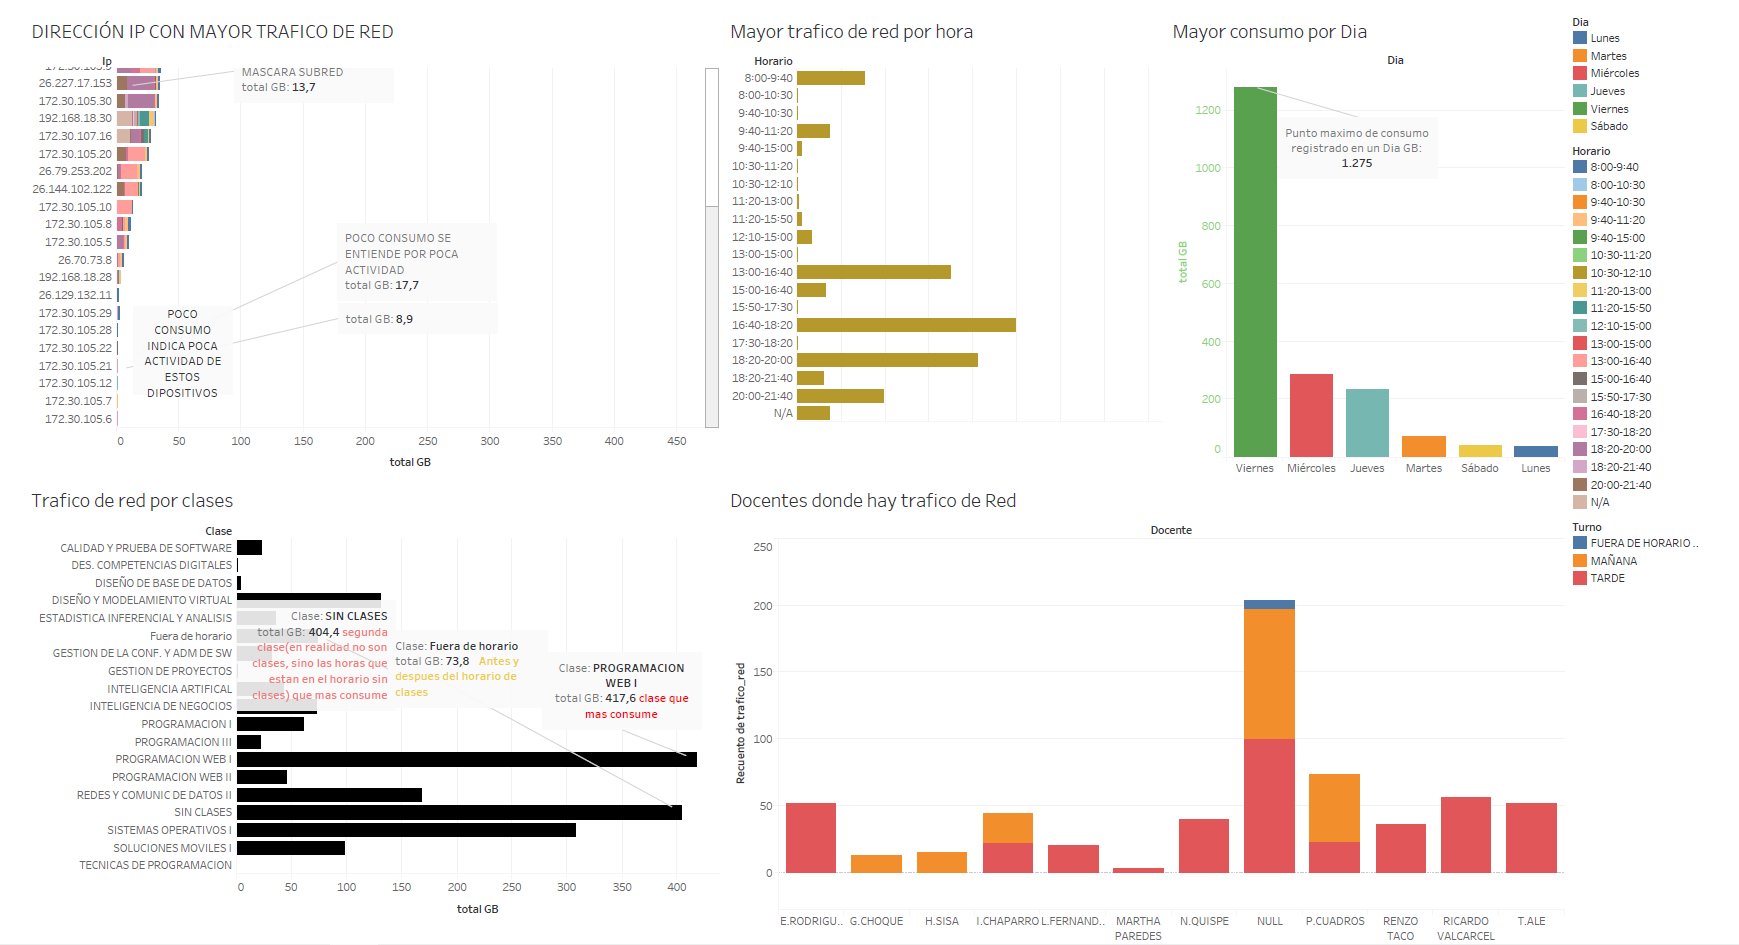 DIRECCIÓN IP CON MAYOR TRAFICO DE RED
Ip
172.30.105.9
26.227.17.153
172.30.105.30
192.168.18.30
172.30.107.16
172.30.105.20
26.79.253.202
26.144.102.122
172.30.105.10
172.30.105.8
172.30.105.5
26.70.73.8
192.168.18.28
26.129.132.11
172.30.105.29
172.30.105.28
172.30.105.22
172.30.105.21
172.30.105.12
172.30.105.7
172.30.105.6
MASCARA SUBRED
total GB: 13,7
POCO CONSUMO SE
ENTIENDE POR POCA
ACTIVIDAD
total GB: 17,7
total GB: 8,9
POCO
CONSUMO
INDICA POCA
ACTIVIDAD DE
ESTOS
DIPOSITIVOS
0 50 100 150 200 250 300 350 400 450
total GB
Mayor trafico de red por hora
Horario
8:00-9:40
8:00-10:30
9:40-10:30
9:40-11:20
9:40-15:00
10:30-11:20
10:30-12:10
11:20-13:00
11:20-15:50
12:10-15:00
13:00-15:00
13:00-16:40
15:00-16:40
15:50-17:30
16:40-18:20
17:30-18:20
18:20-20:00
18:20-21:40
20:00-21:40
N/A
Mayor consumo por Dia
Dia
total GB
1200
1000
800
600
400
200
0
Punto maximo de consumo
registrado en un Dia GB:
1.275
Viernes Miércoles Jueves Martes Sábado Lunes
Dia
Lunes
Martes
Miércoles
Jueves
Viernes
Sábado
Horario
8:00-9:40
8:00-10:30
9:40-10:30
9:40-11:20
9:40-15:00
10:30-11:20
10:30-12:10
11:20-13:00
11:20-15:50
12:10-15:00
13:00-15:00
13:00-16:40
15:00-16:40
15:50-17:30
16:40-18:20
17:30-18:20
18:20-20:00
18:20-21:40
20:00-21:40
N/A
Turno
FUERA DE HORARIO ..
MAÑANA
TARDE
Trafico de red por clases
Clase
CALIDAD Y PRUEBA DE SOFTWARE
DES. COMPETENCIAS DIGITALES
DISEÑO DE BASE DE DATOS
DISEÑO Y MODELAMIENTO VIRTUAL
ESTADISTICA INFERENCIAL Y ANALISIS
Fuera de horario
GESTION DE LA CONF. Y ADM DE SW
GESTION DE PROYECTOS
INTELIGENCIA ARTIFICAL
INTELIGENCIA DE NEGOCIOS
PROGRAMACION I
PROGRAMACION III
PROGRAMACION WEB I
PROGRAMACION WEB II
REDES Y COMUNIC DE DATOS II
SIN CLASES
SISTEMAS OPERATIVOS I
SOLUCIONES MOVILES I
TECNICAS DE PROGRAMACION
Clase: SIN CLASES
total GB: 404,4 segunda
clase(en realidad no son
clases, sino las horas que
estan en el horario sin
clases) que mas consume
Clase: Fuera de horario
total GB: 73,8 Antes y
despues del horario de
clases
Clase: PROGRAMACION
WEB I
total GB: 417,6 clase que
mas consume
0 50 100 150 200 250 300 350 400
total GB
Docentes donde hay trafico de Red
Docente
Recuento de trafico_red
250
200
150
100
50
0
E.RODRIGU.. G.CHOQUE H.SISA I.CHAPARRO L.FERNAND.. MARTHA PAREDES N.QUISPE NULL P.CUADROS RENZO TACO RICARDO VALCARCEL T.ALE